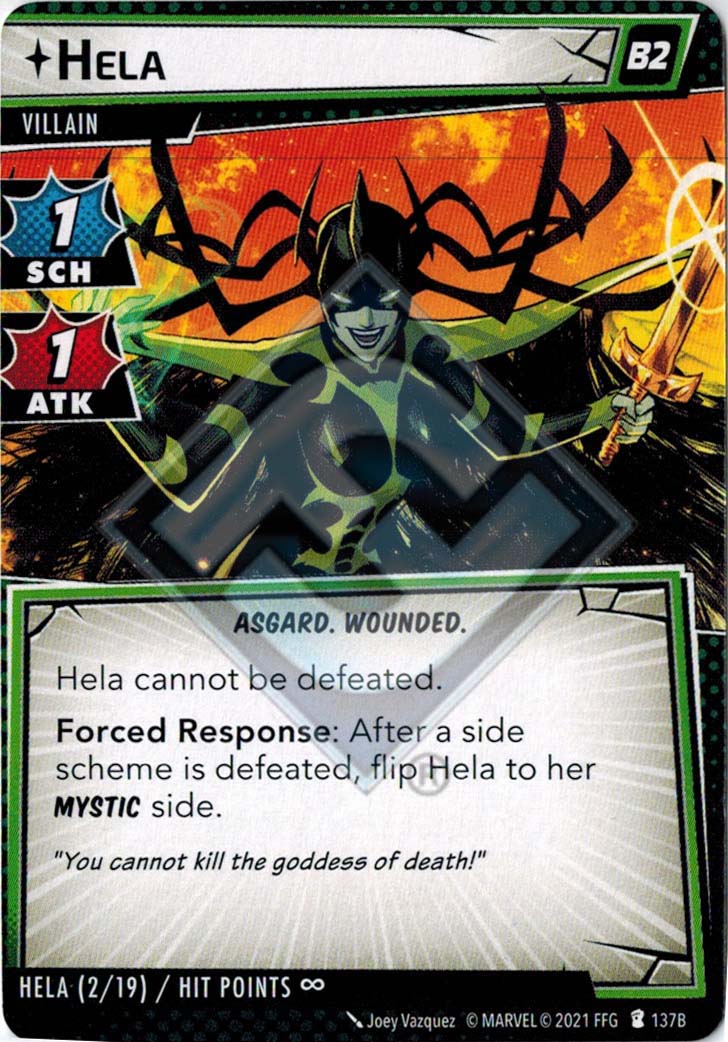 HELA
B2
VILLAIN
1
SCH
1
ATK
ASGARD. WOUNDED.
Hela cannot be defeated.
Forced Response: After a side
scheme is defeated, flip Hela to her
MYSTIC side.
"You cannot kill the goddess of death!"
HELA (2/19) / HIT POINTS ∞
Joey Vazquez © MARVEL © 2021 FFG 137B
®